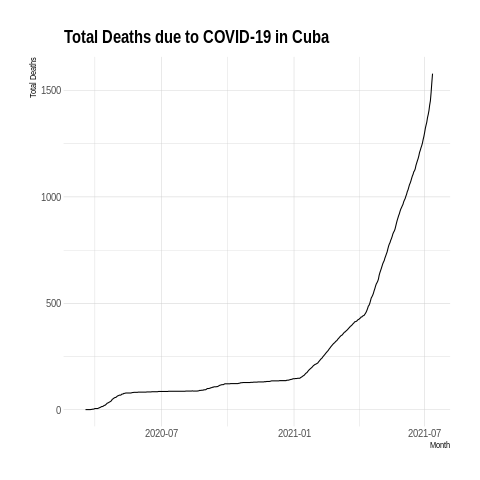 Total Deaths due to COVID-19 in Cuba
Total Deaths
1500
1000
500
0
2020-07
2021-01
2021-07
Month